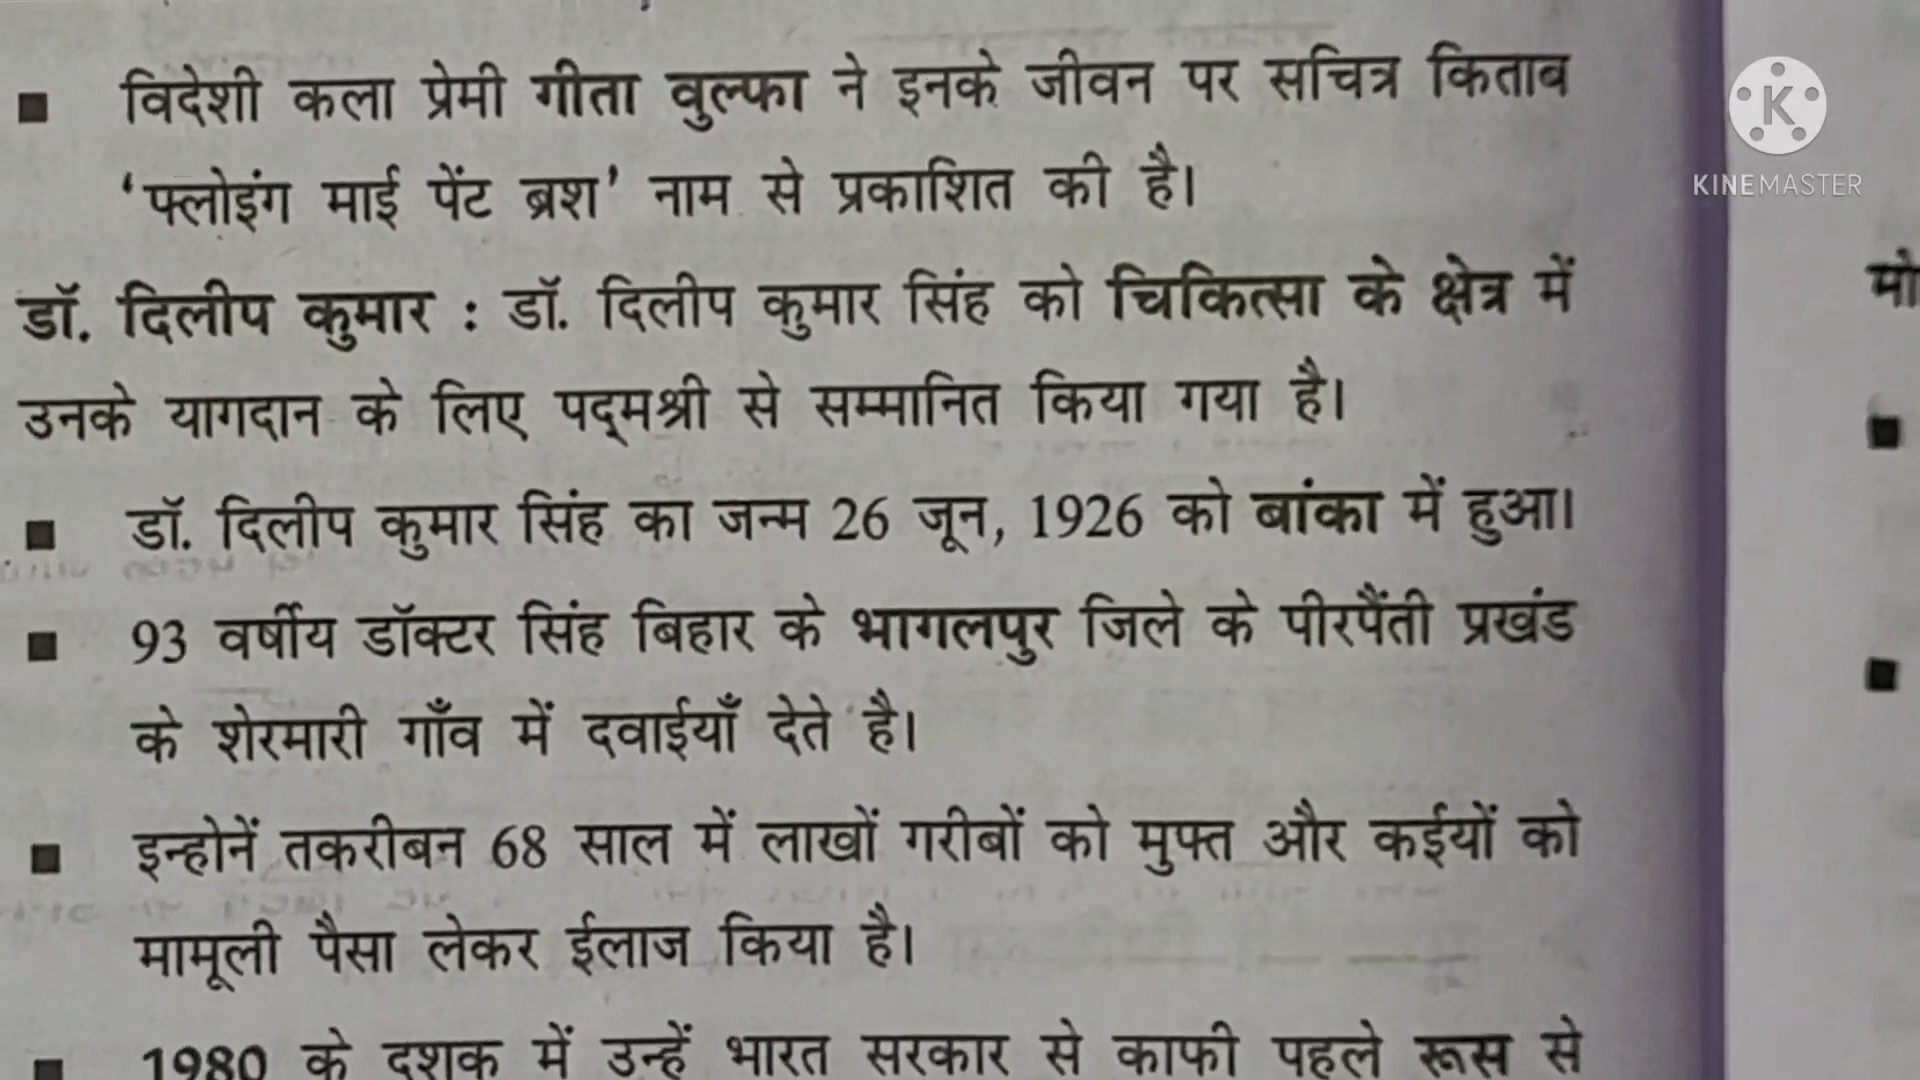 ■ विदेशी कला प्रेमी गीता वुल्फा ने इनके जीवन पर सचित्र किताब
‘फ्लोइंग माई पेंट ब्रश’ नाम से प्रकाशित की है।
डॉ. दिलीप कुमार : डॉ. दिलीप कुमार सिंह को चिकित्सा के क्षेत्र में
उनके यागदान के लिए पद्मश्री से सम्मानित किया गया है।
■ डॉ. दिलीप कुमार सिंह का जन्म 26 जून, 1926 को बांका में हुआ।
■ 93 वर्षीय डॉक्टर सिंह बिहार के भागलपुर जिले के पीरपैंती प्रखंड
के शेरमारी गाँव में दवाईयाँ देते है।
■ इन्होनें तकरीबन 68 साल में लाखों गरीबों को मुफ्त और कईयों को
मामूली पैसा लेकर ईलाज किया है।
■ 1980 के दशक में उन्हें भारत सरकार से काफी पहले रूस से
K
KINEMASTER